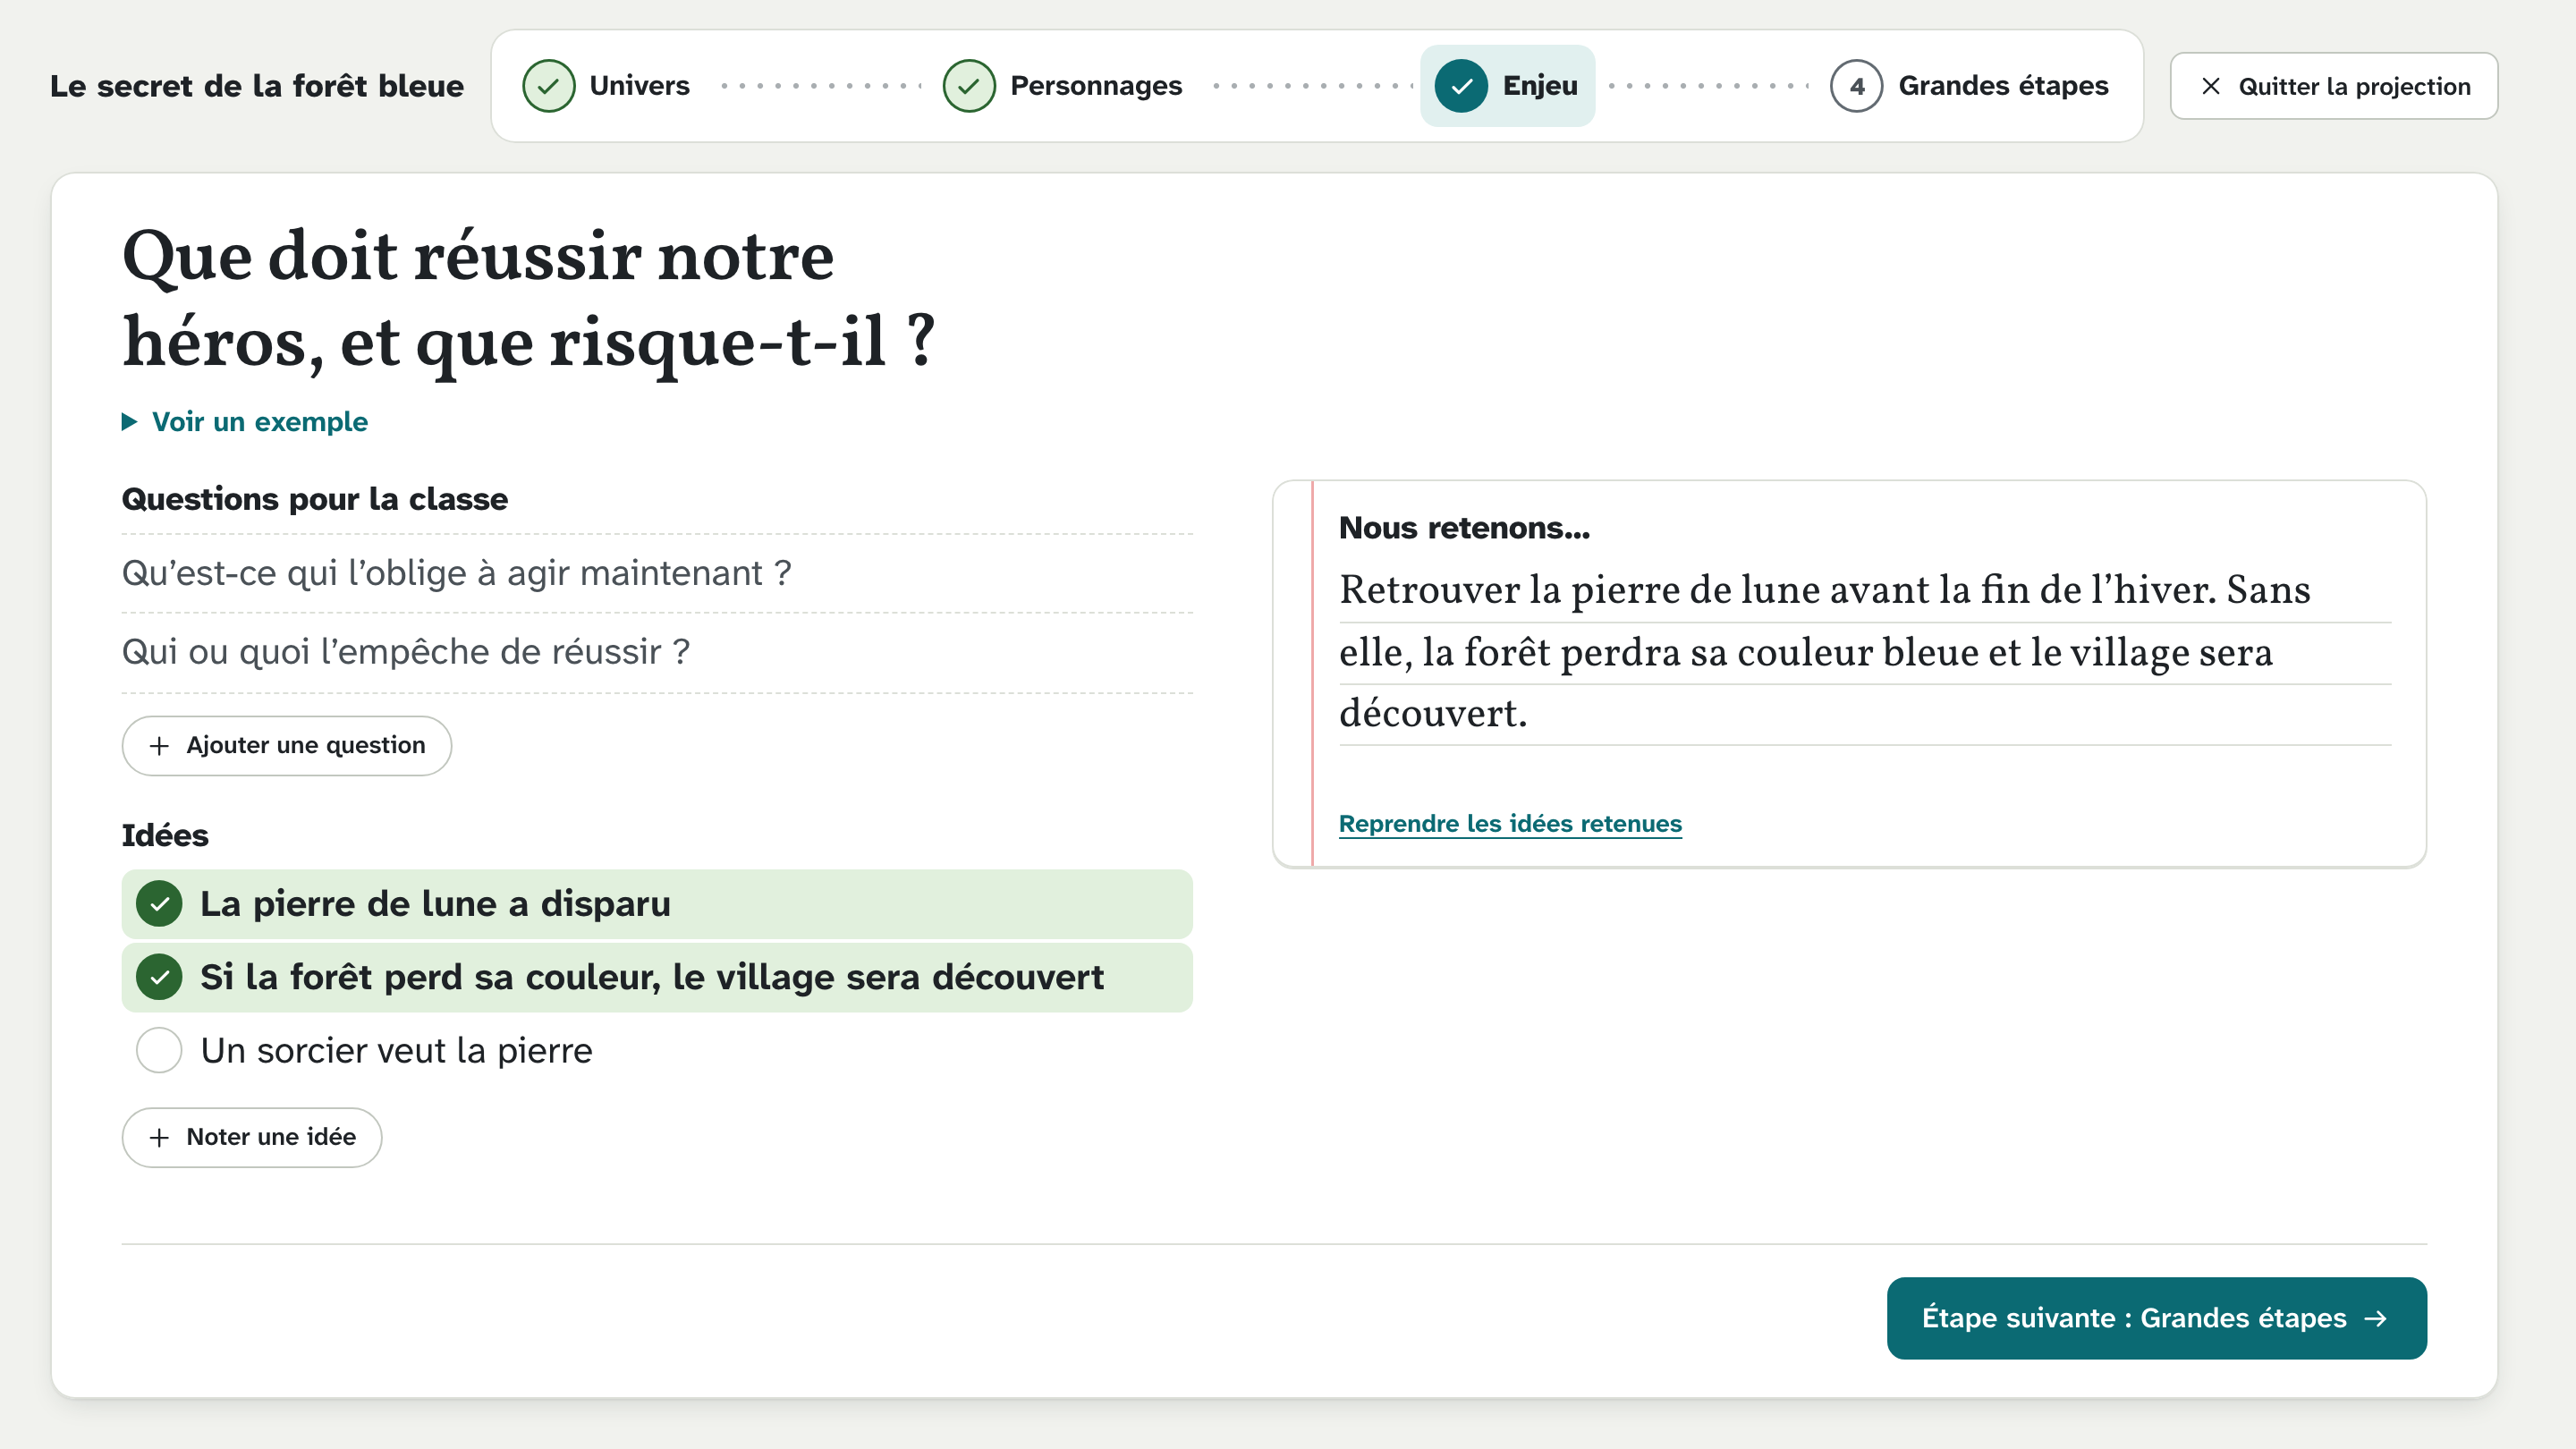 Le secret de la forêt bleue
Univers
Personnages
Enjeu
4 Grandes étapes
Quitter la projection
Que doit réussir notre
héros, et que risque-t-il ?
Voir un exemple
Questions pour la classe
Qu’est-ce qui l’oblige à agir maintenant ?
Qui ou quoi l’empêche de réussir ?
Ajouter une question
Idées
La pierre de lune a disparu
Si la forêt perd sa couleur, le village sera découvert
Un sorcier veut la pierre
Noter une idée
Nous retenons...
Retrouver la pierre de lune avant la fin de l’hiver. Sans
elle, la forêt perdra sa couleur bleue et le village sera
découvert.
Reprendre les idées retenues
Étape suivante : Grandes étapes